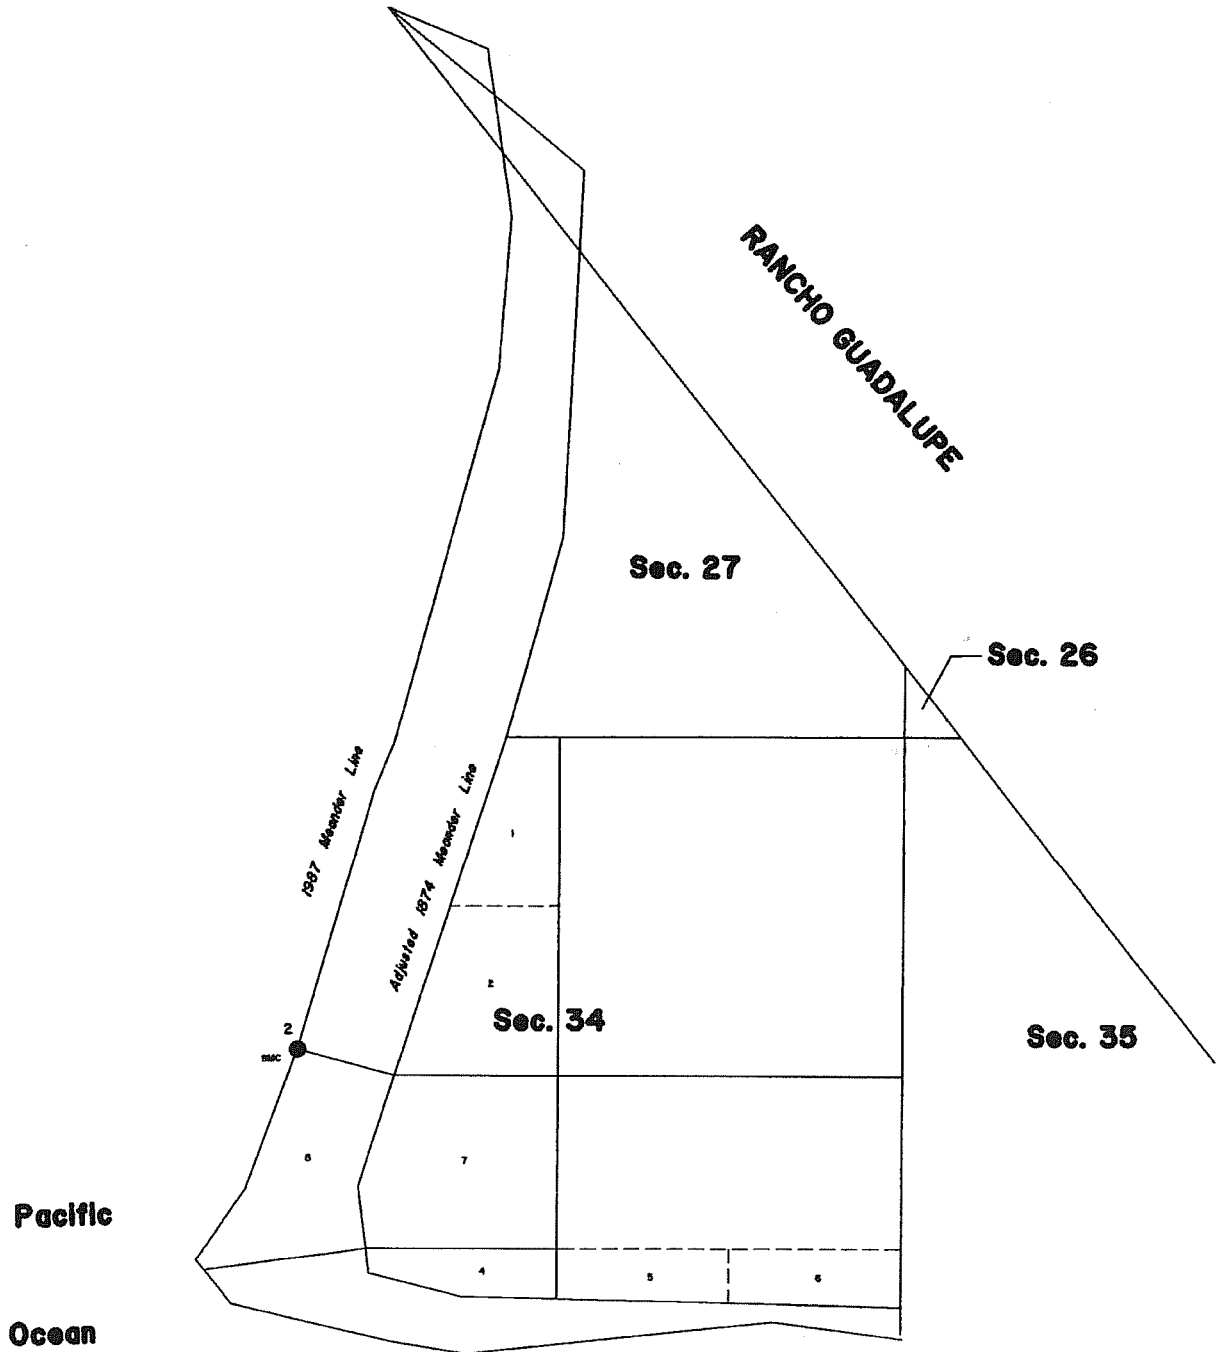 RANCHO GUADALUPE
Sec. 27
Sec. 26
1987 Meander Line
Adjusted 1874 Meander Line
1
2
Sec. 34
2
BMC
Sec. 35
8
7
Pacific
4
5
6
Ocean